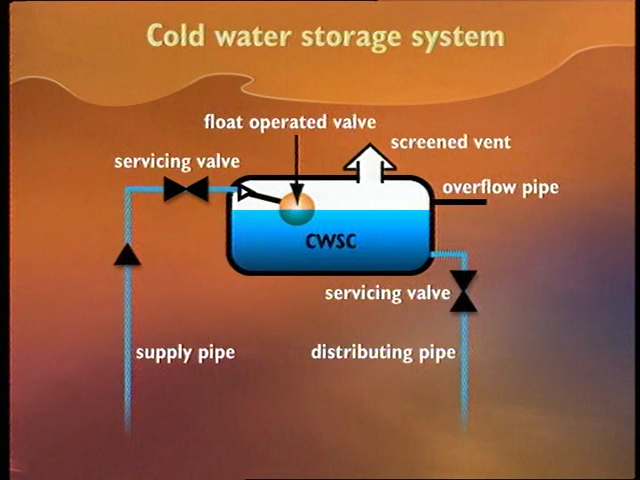 Cold water storage system
float operated valve
screened vent
servicing valve
overflow pipe
CWSC
servicing valve
supply pipe
distributing pipe